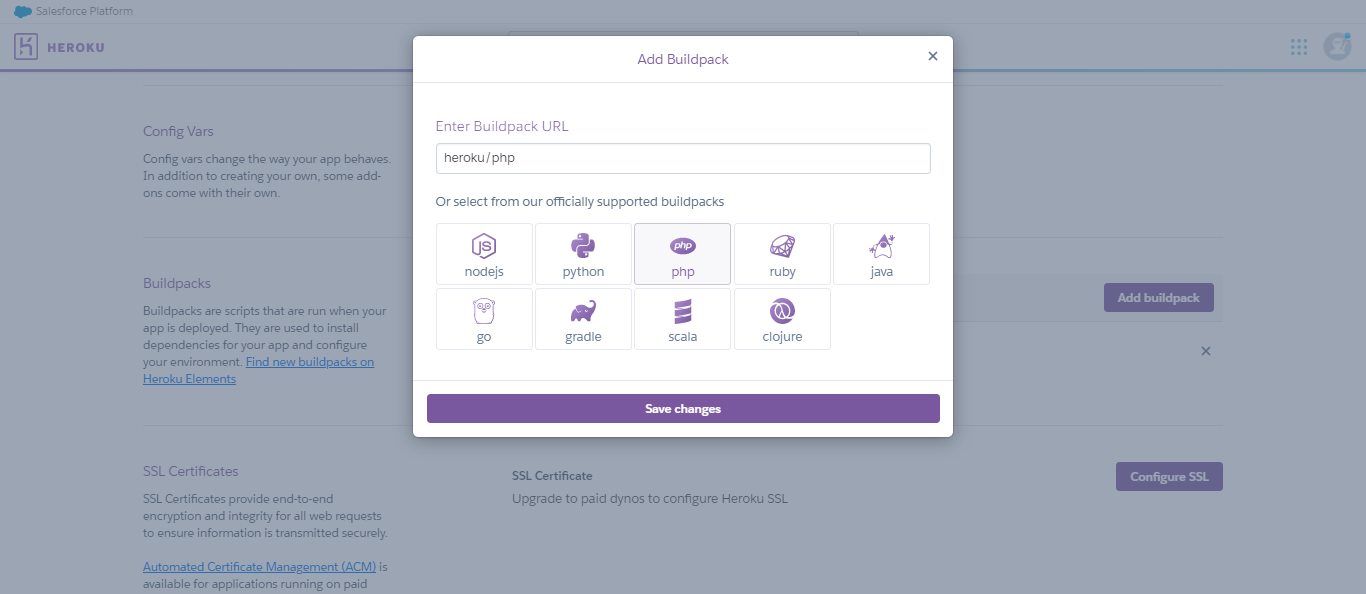 Salesforce Platform
HEROKU
Add Buildpack
Enter Buildpack URL
heroku/php
Or select from our officially supported buildpacks
JS
php
nodejs
python
php
ruby
java
go
gradle
scala
clojure
Save changes
Config Vars
Config vars change the way your app behaves.
In addition to creating your own, some add-
ons come with their own.
Buildpacks
Buildpacks are scripts that are run when your
app is deployed. They are used to install
dependencies for your app and configure
your environment. Find new buildpacks on
Heroku Elements
Add buildpack
SSL Certificates
SSL Certificates provide end-to-end
encryption and integrity for all web requests
to ensure information is transmitted securely.
Automated Certificate Management (ACM) is
available for applications running on paid
SSL Certificate
Upgrade to paid dynos to configure Heroku SSL
Configure SSL